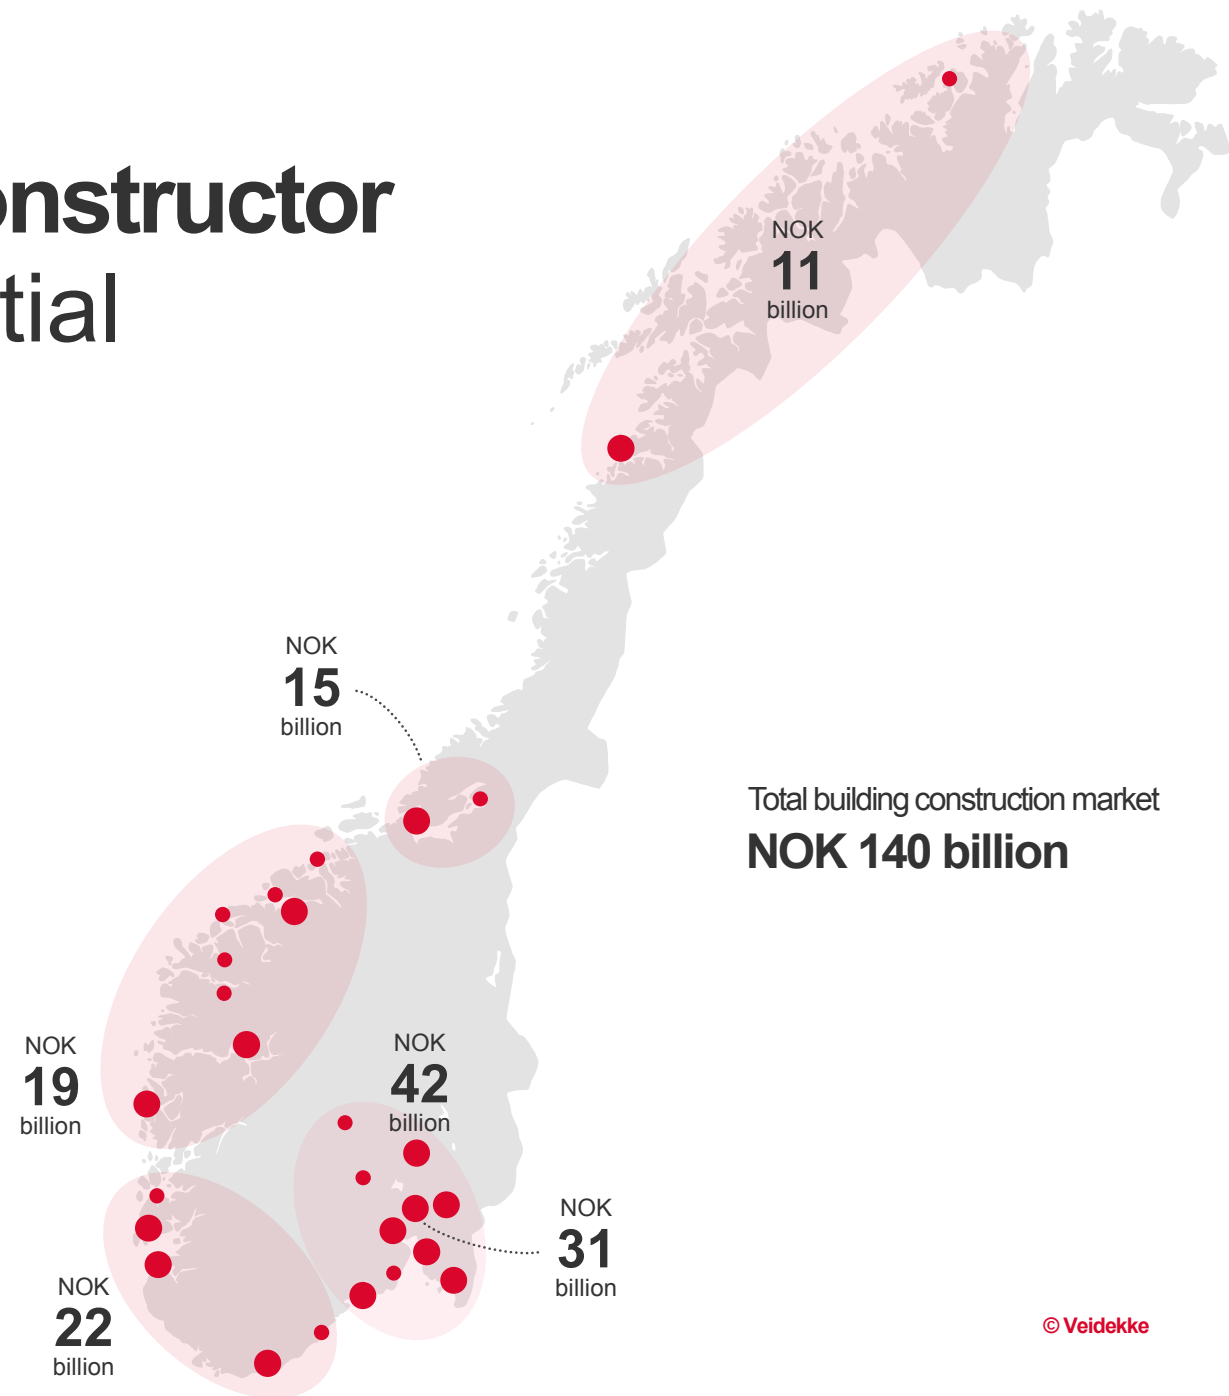 onstructor
tial
NOK
11
billion
NOK
15
billion
Total building construction market
NOK 140 billion
NOK
19
billion
NOK
42
billion
NOK
31
billion
NOK
22
billion
© Veidekke